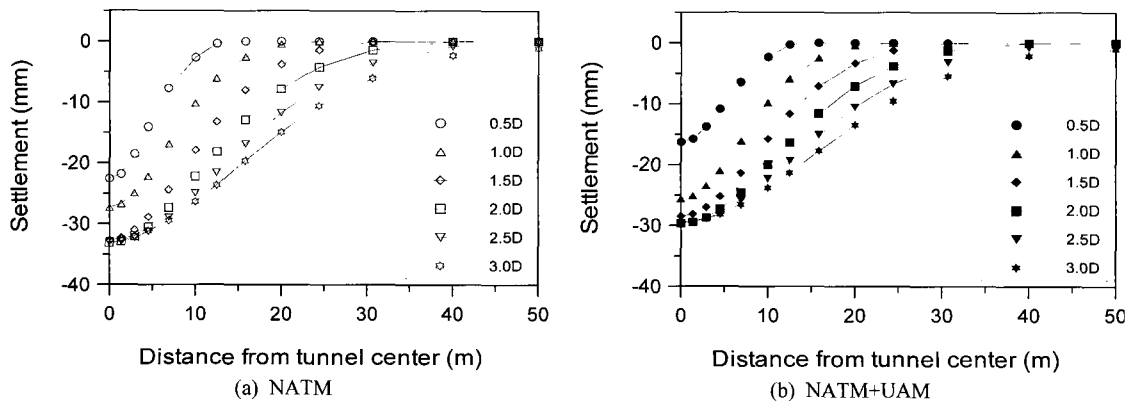 0
-10
-20
-30
-40
Settlement (mm)
0.5D
1.0D
1.5D
2.0D
2.5D
3.0D
0 10 20 30 40 50
Distance from tunnel center (m)
(a) NATM
0
-10
-20
-30
-40
Settlement (mm)
0.5D
1.0D
1.5D
2.0D
2.5D
3.0D
0 10 20 30 40 50
Distance from tunnel center (m)
(b) NATM+UAM